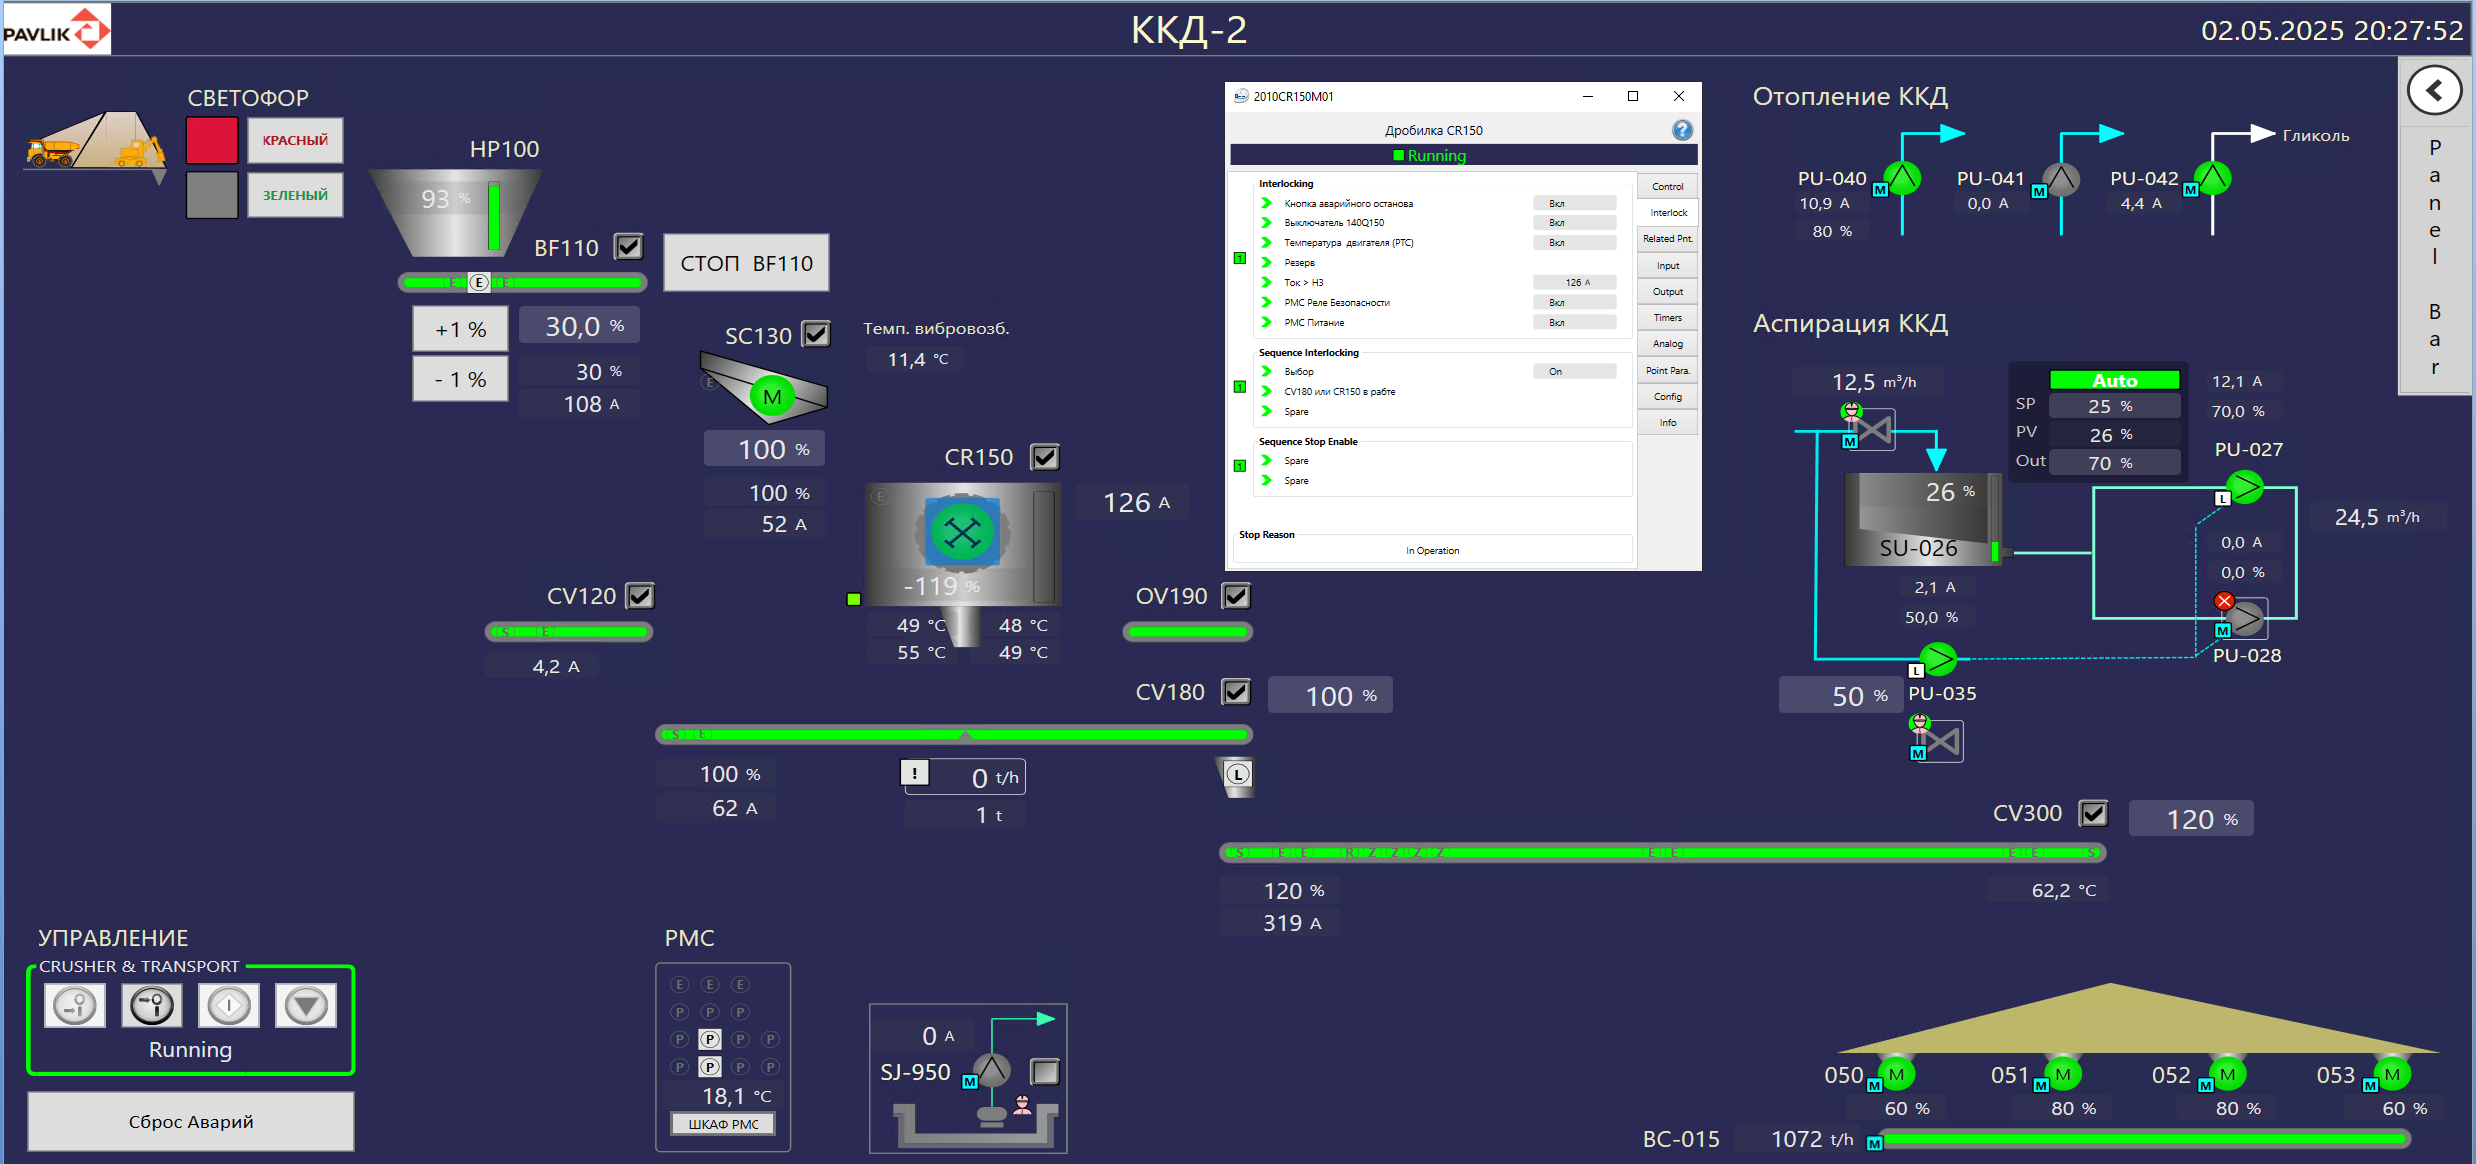 PAVLIK
ККД-2
02.05.2025 20:27:52
СВЕТОФОР
КРАСНЫЙ
ЗЕЛЕНЫЙ
HP100
93 %
BF110
E
СТОП BF110
+1 %
30,0 %
- 1 %
30 %
108 A
SC130
Темп. вибровозб.
11,4 °C
E
M
100 %
100 %
52 A
CR150
E
126 A
-119 %
49 °C
48 °C
55 °C
49 °C
CV120
4,2 A
OV190
CV180
100 %
100 %
62 A
!
0 t/h
1 t
L
CV300
120 %
120 %
319 A
62,2 °C
2010CR150M01
Дробилка CR150
?
Running
Interlocking
Кнопка аварийного останова Вкл
Выключатель 140Q150 Вкл
Температура двигателя (PTC) Вкл
1
Резерв
Ток > H3 126 A
РМС Реле Безопасности Вкл
РМС Питание Вкл
Sequence Interlocking
Выбор On
1
CV180 или CR150 в рабте
Spare
Sequence Stop Enable
1
Spare
Spare
Stop Reason
In Operation
Control
Interlock
Related Pnt.
Input
Output
Timers
Analog
Point Para.
Config
Info
Отопление ККД
Гликоль
PU-040
M
10,9 A
80 %
PU-041
M
0,0 A
PU-042
M
4,4 A
Panel Bar
Аспирация ККД
12,5 m³/h
M
Auto
SP 25 %
PV 26 %
Out 70 %
12,1 A
70,0 %
PU-027
L
26 %
SU-026
24,5 m³/h
0,0 A
0,0 %
2,1 A
50,0 %
M
PU-028
L
50 %
PU-035
M
УПРАВЛЕНИЕ
CRUSHER & TRANSPORT
Running
Сброс Аварий
РМС
E E E
P P P
P P P P
P P P P
18,1 °C
ШКАФ РМС
0 A
SJ-950
M
050 M M
051 M M
052 M M
053 M M
60 %
80 %
80 %
60 %
BC-015
1072 t/h
M